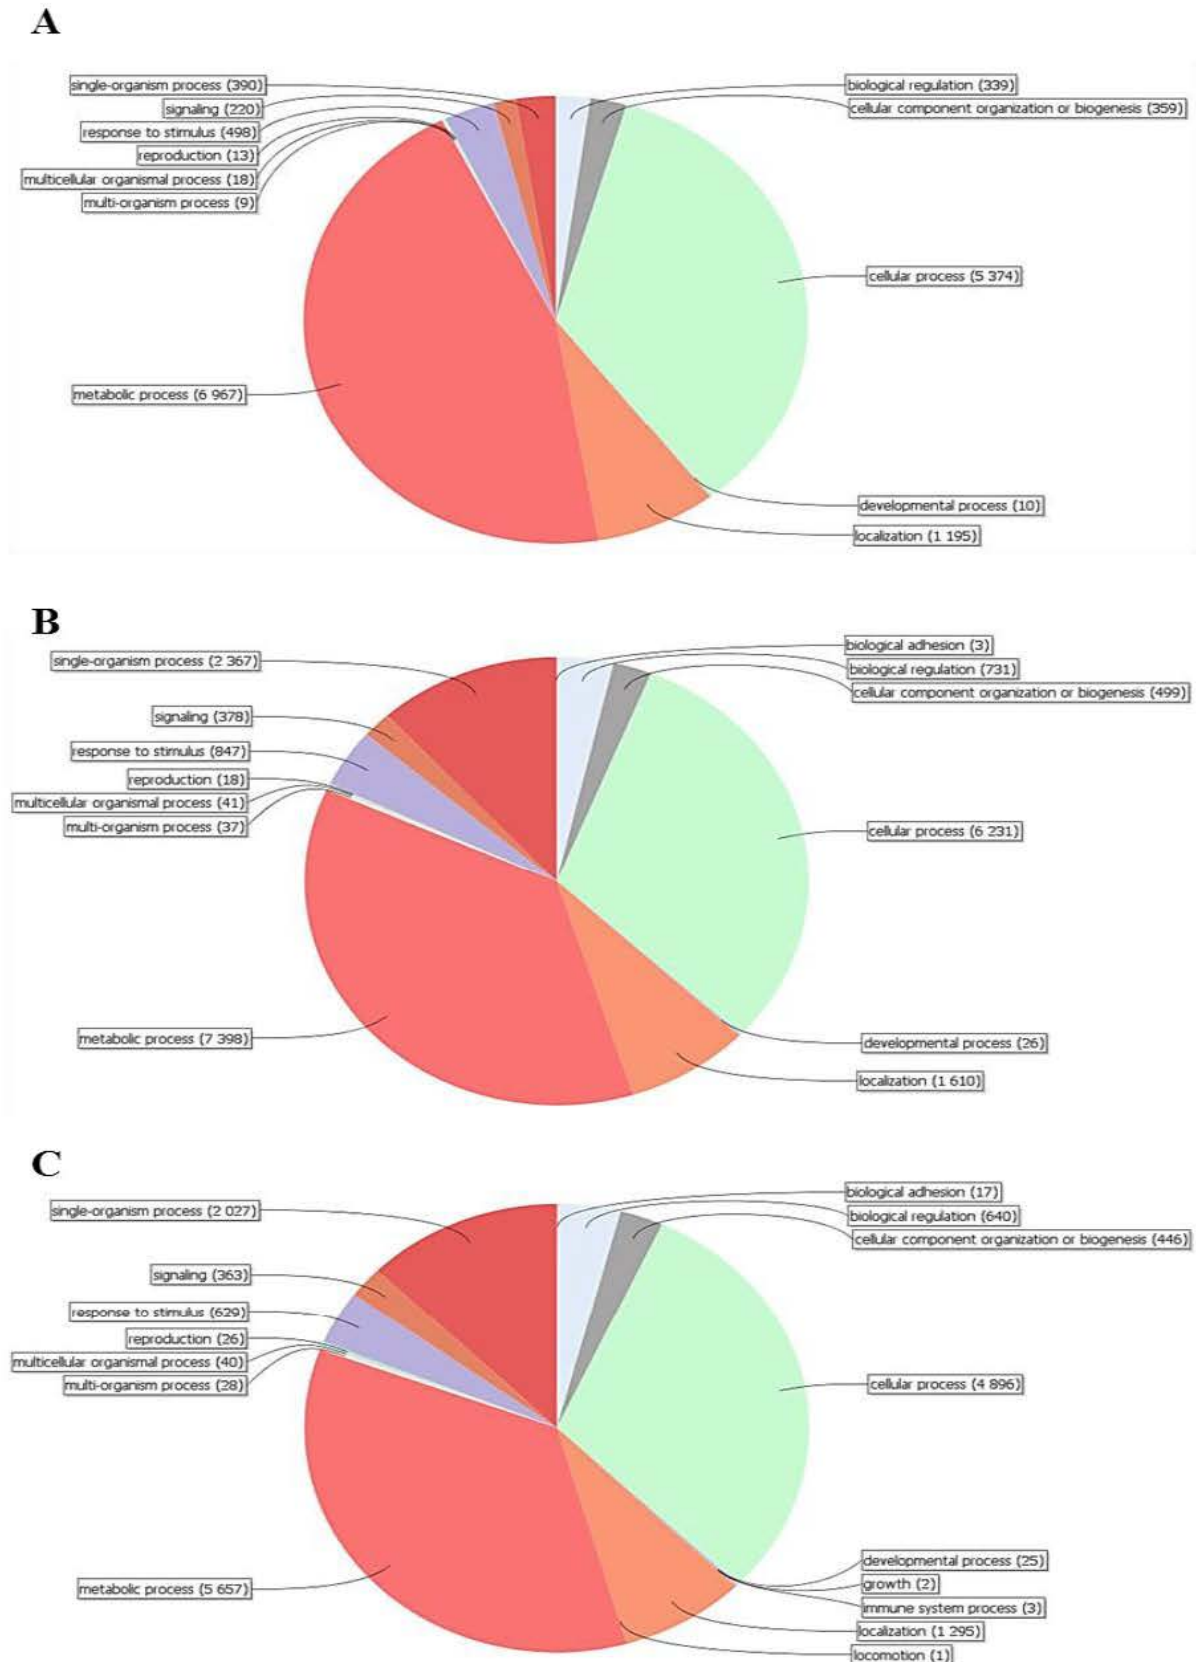 A
single-organism process (390)
signaling (220)
response to stimulus (498)
reproduction (13)
multicellular organismal process (18)
multi-organism process (9)
metabolic process (6 967)
biological regulation (339)
cellular component organization or biogenesis (359)
cellular process (5 374)
developmental process (10)
localization (1 195)
B
single-organism process (2 367)
signaling (378)
response to stimulus (847)
reproduction (18)
multicellular organismal process (41)
multi-organism process (37)
metabolic process (7 398)
biological adhesion (3)
biological regulation (731)
cellular component organization or biogenesis (499)
cellular process (6 231)
developmental process (26)
localization (1 610)
C
single-organism process (2 027)
signaling (363)
response to stimulus (629)
reproduction (26)
multicellular organismal process (40)
multi-organism process (28)
metabolic process (5 657)
biological adhesion (17)
biological regulation (640)
cellular component organization or biogenesis (446)
cellular process (4 896)
developmental process (25)
growth (2)
immune system process (3)
localization (1 295)
locomotion (1)